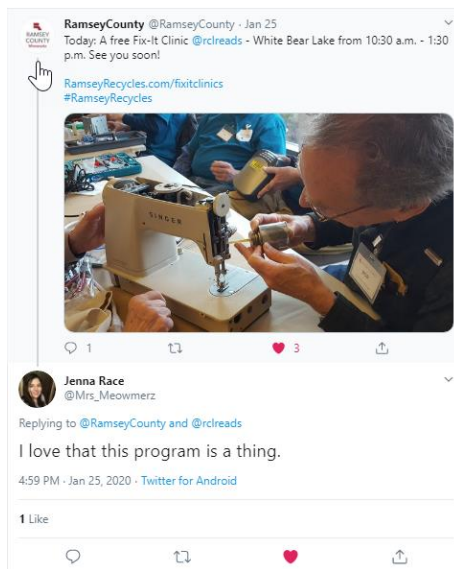 RAMSEY
COUNTY
RamseyCounty @RamseyCounty · Jan 25
Today: A free Fix-It Clinic @rclreads - White Bear Lake from 10:30 a.m. - 1:30
p.m. See you soon!
RamseyRecycles.com/fixitclinics
#RamseyRecycles
SINGER
1
3
Jenna Race
@Mrs_Meowmerz
Replying to @RamseyCounty and @rclreads
I love that this program is a thing.
4:59 PM · Jan 25, 2020 · Twitter for Android
1 Like